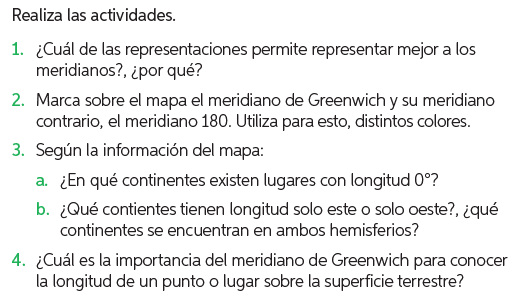 Realiza las actividades.
1. ¿Cuál de las representaciones permite representar mejor a los
meridianos?, ¿por qué?
2. Marca sobre el mapa el meridiano de Greenwich y su meridiano
contrario, el meridiano 180. Utiliza para esto, distintos colores.
3. Según la información del mapa:
a. ¿En qué continentes existen lugares con longitud 0°?
b. ¿Qué contientes tienen longitud solo este o solo oeste?, ¿qué
continentes se encuentran en ambos hemisferios?
4. ¿Cuál es la importancia del meridiano de Greenwich para conocer
la longitud de un punto o lugar sobre la superficie terrestre?